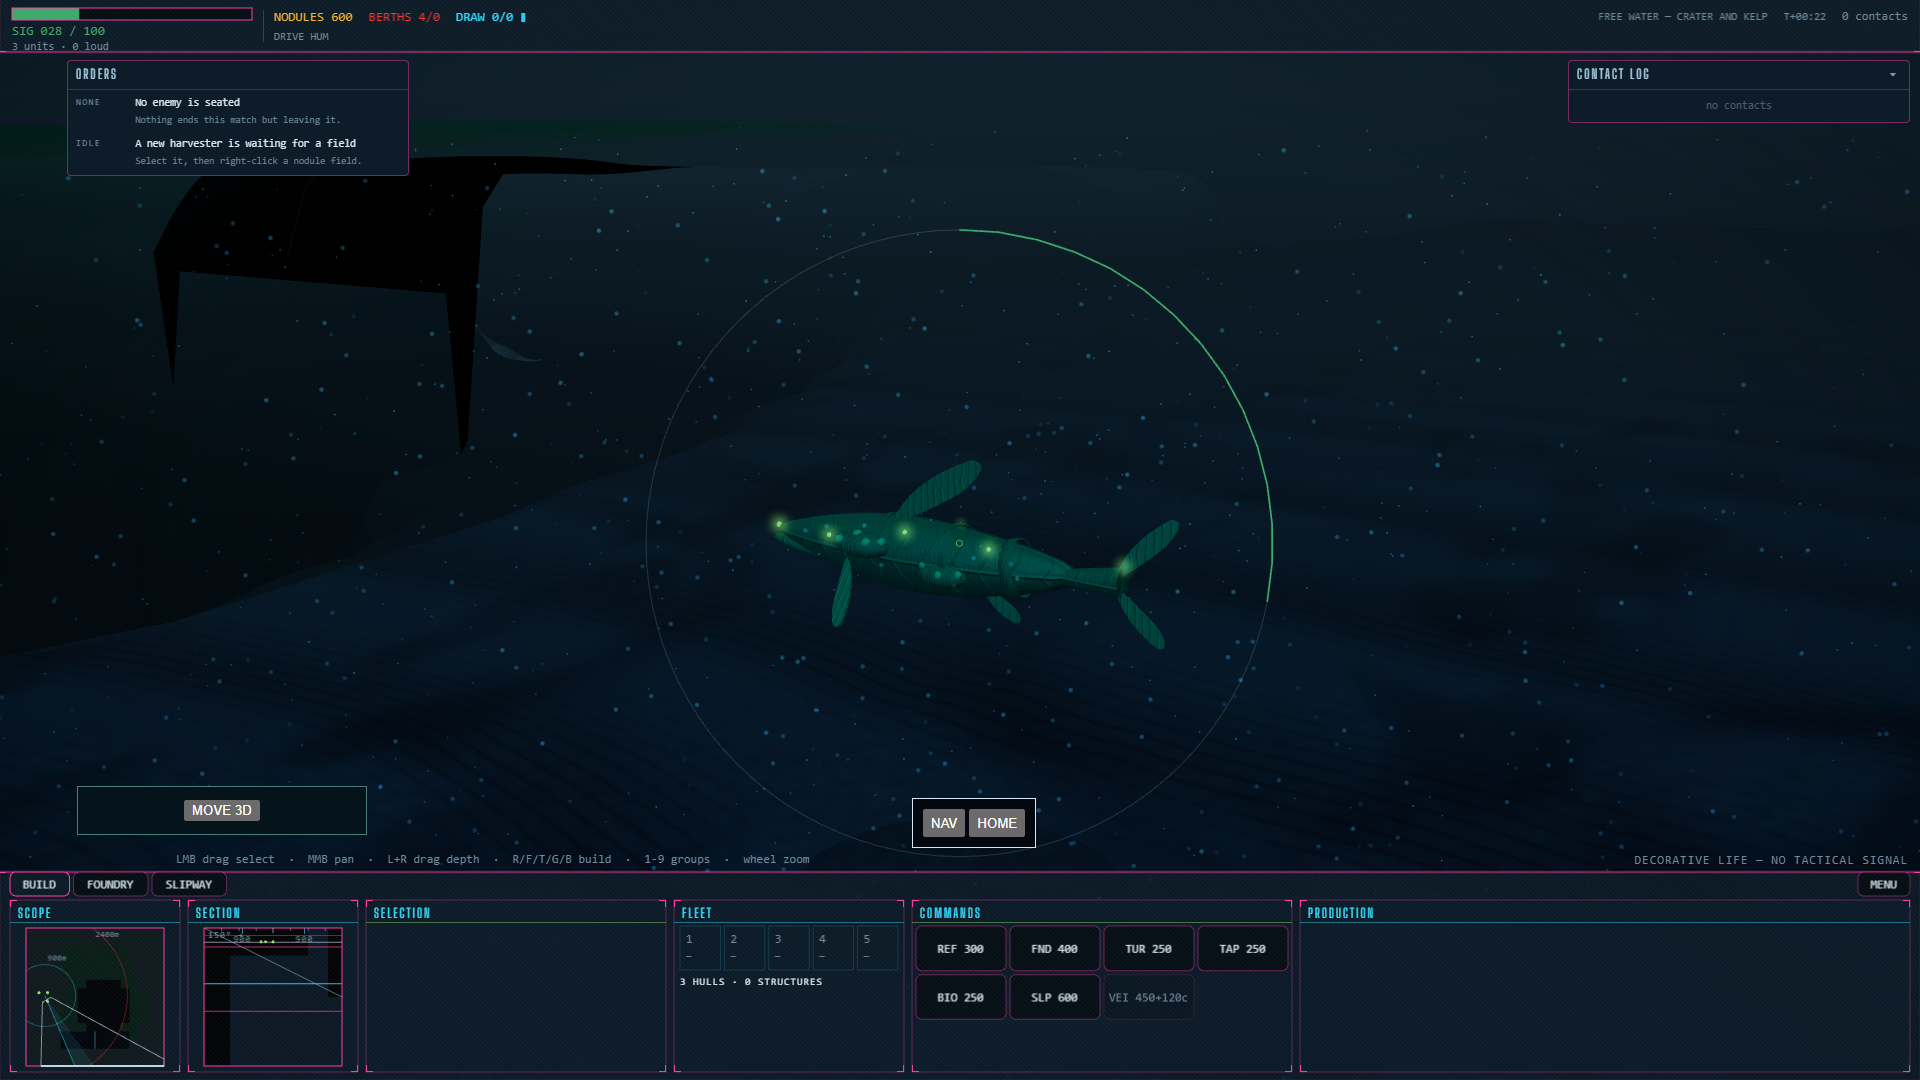 SIG 028 / 100
3 units · 0 loud
NODULES 600 BERTHS 4/0 DRAW 0/0
DRIVE HUM
FREE WATER — CRATER AND KELP T+00:22 0 contacts
ORDERS
NONE No enemy is seated
Nothing ends this match but leaving it.
IDLE A new harvester is waiting for a field
Select it, then right-click a nodule field.
CONTACT LOG
no contacts
MOVE 3D
NAV HOME
LMB drag select · MMB pan · L+R drag depth · R/F/T/G/B build · 1-9 groups · wheel zoom
DECORATIVE LIFE — NO TACTICAL SIGNAL
BUILD FOUNDRY SLIPWAY MENU
SCOPE
2400m
900m
SECTION
150°
900 900
SELECTION
FLEET
1 2 3 4 5
– – – – –
3 HULLS · 0 STRUCTURES
COMMANDS
REF 300 FND 400 TUR 250 TAP 250
BIO 250 SLP 600 VEI 450+120c
PRODUCTION